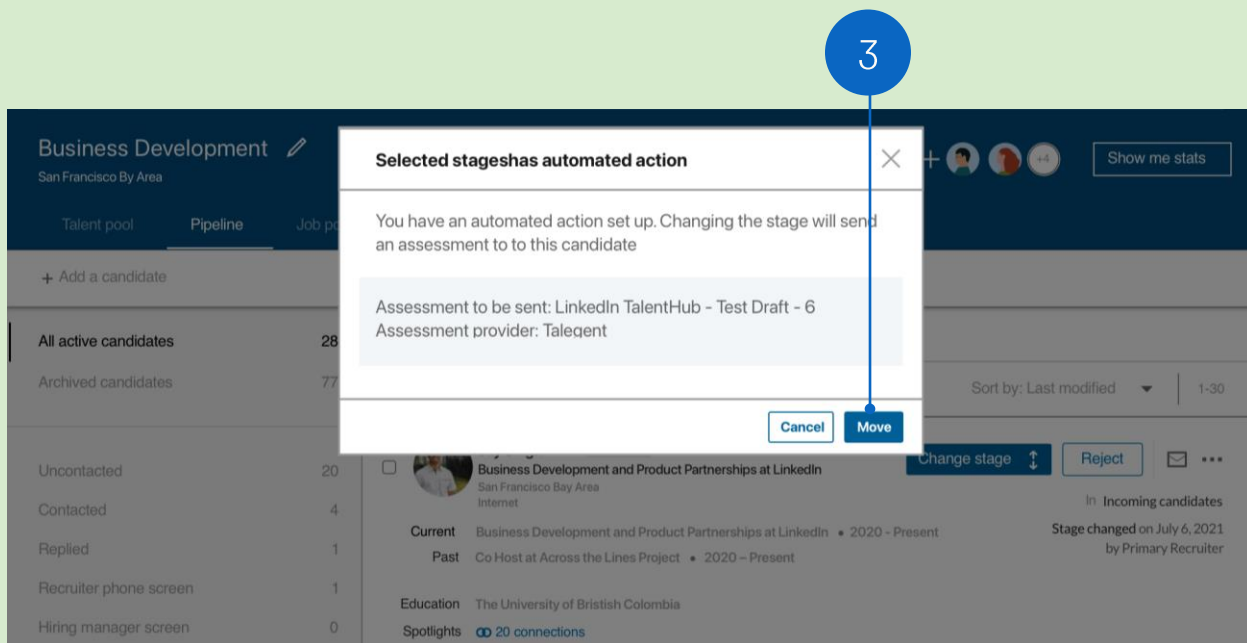 3
Business Development
San Francisco By Area
Talent pool Pipeline Job po
+4
Show me stats
+ Add a candidate
Selected stageshas automated action
You have an automated action set up. Changing the stage will send
an assessment to to this candidate
Assessment to be sent: LinkedIn TalentHub - Test Draft - 6
Assessment provider: Talegent
Cancel Move
All active candidates 28
Archived candidates 77
Uncontacted 20
Contacted 4
Replied 1
Recruiter phone screen 1
Hiring manager screen 0
Sort by: Last modified 1-30
Business Development and Product Partnerships at LinkedIn
San Francisco Bay Area
Internet
Change stage Reject
In Incoming candidates
Stage changed on July 6, 2021
by Primary Recruiter
Current Business Development and Product Partnerships at LinkedIn • 2020 - Present
Past Co Host at Across the Lines Project • 2020 – Present
Education The University of Bristish Colombia
Spotlights 20 connections